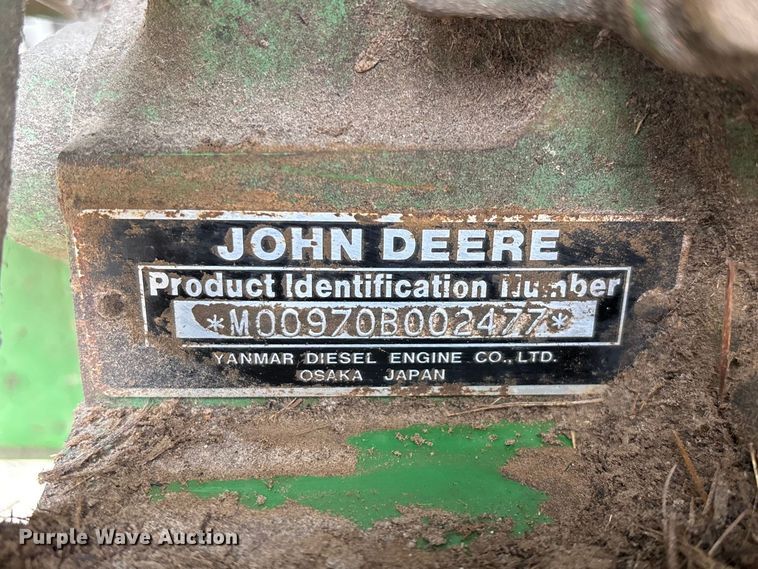 JOHN DEERE
Product Identification Number
*M00970B002477*
YANMAR DIESEL ENGINE CO., LTD.
OSAKA JAPAN
Purple Wave Auction